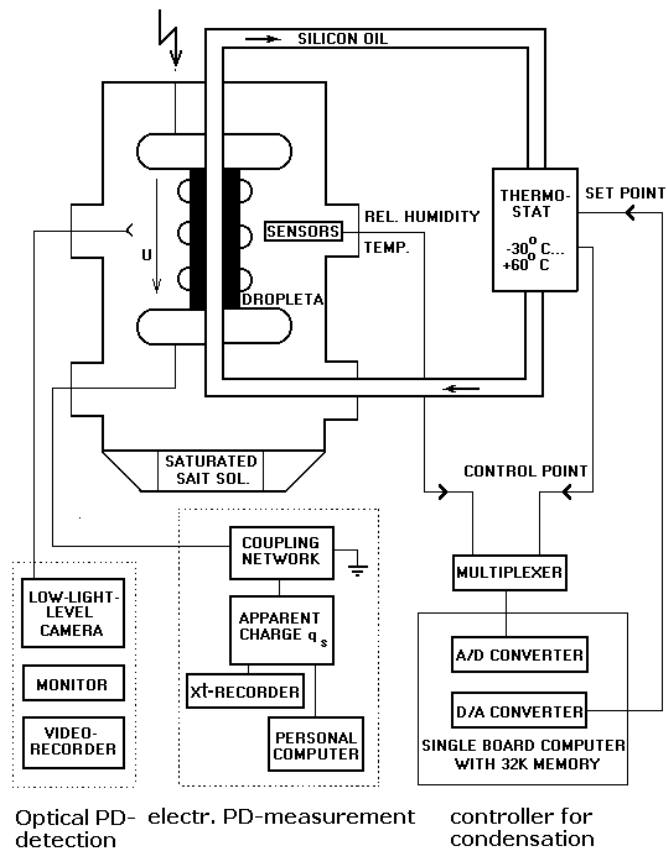 SILICON OIL
THERMO-
STAT
-30° C...
+60° C
SET POINT
REL. HUMIDITY
SENSORS
TEMP.
U
DROPLETA
SATURATED
SAIT SOL.
CONTROL POINT
COUPLING
NETWORK
MULTIPLEXER
LOW-LIGHT-
LEVEL
CAMERA
APPARENT
CHARGE qs
A/D CONVERTER
MONITOR
xt-RECORDER
D/A CONVERTER
VIDEO-
RECORDER
PERSONAL
COMPUTER
SINGLE BOARD COMPUTER
WITH 32K MEMORY
Optical PD-
detection
electr. PD-measurement
controller for
condensation